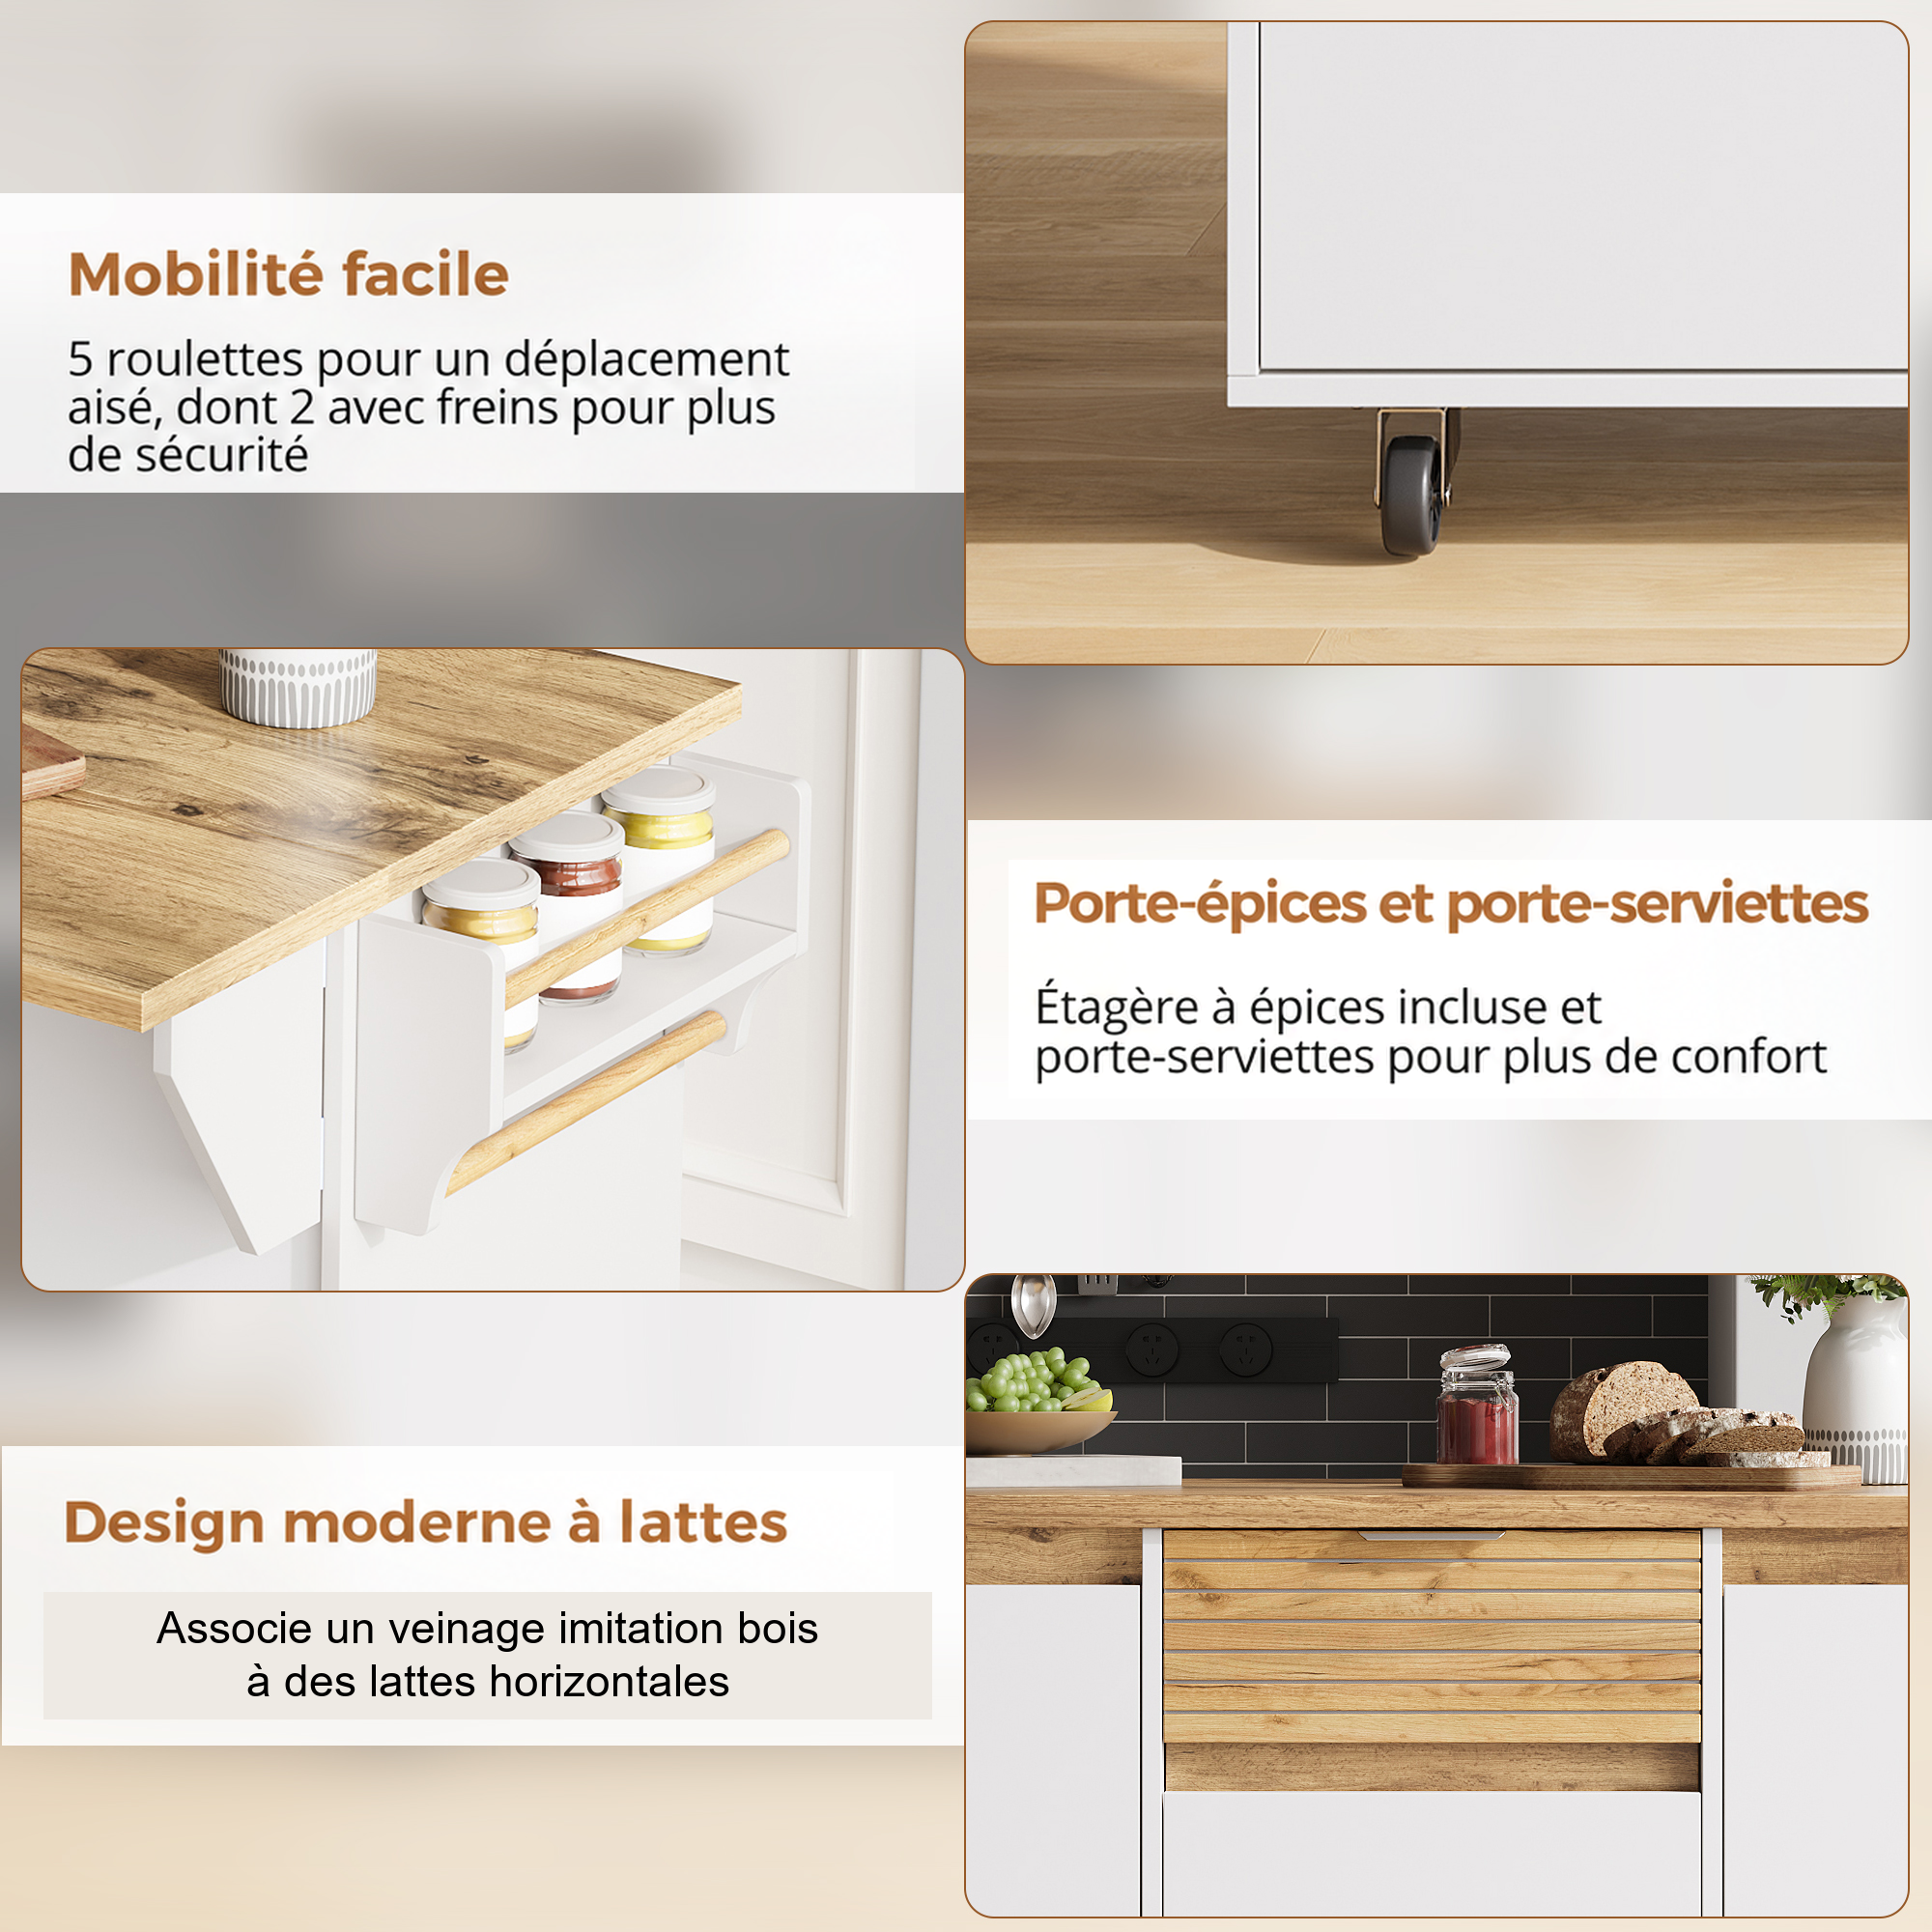 Mobilité facile
5 roulettes pour un déplacement
aisé, dont 2 avec freins pour plus
de sécurité
Porte-épices et porte-serviettes
Étagère à épices incluse et
porte-serviettes pour plus de confort
Design moderne à lattes
Associe un veinage imitation bois
à des lattes horizontales